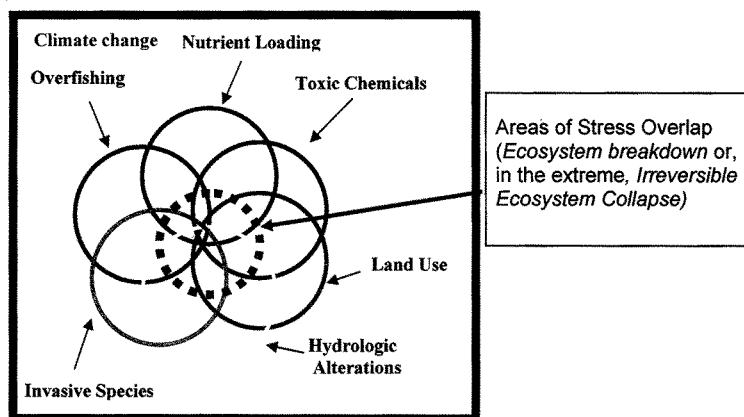 Climate change
Nutrient Loading
Overfishing
Toxic Chemicals
Areas of Stress Overlap
(Ecosystem breakdown or,
in the extreme, Irreversible
Ecosystem Collapse)
Land Use
Hydrologic
Alterations
Invasive Species